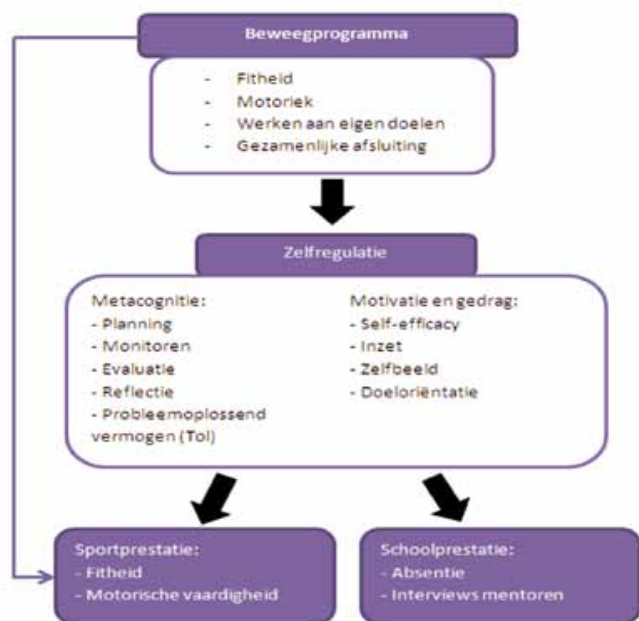 Beweegprogramma
- Fitheid
- Motoriek
- Werken aan eigen doelen
- Gezamenlijke afsluiting
Zelfregulatie
Metacognitie:
- Planning
- Monitoren
- Evaluatie
- Reflectie
- Probleemoplossend
vermogen (Tol)
Motivatie en gedrag:
- Self-efficacy
- Inzet
- Zelfbeeld
- Doeloriëntatie
Sportprestatie:
- Fitheid
- Motorische vaardigheid
Schoolprestatie:
- Absentie
- Interviews mentoren